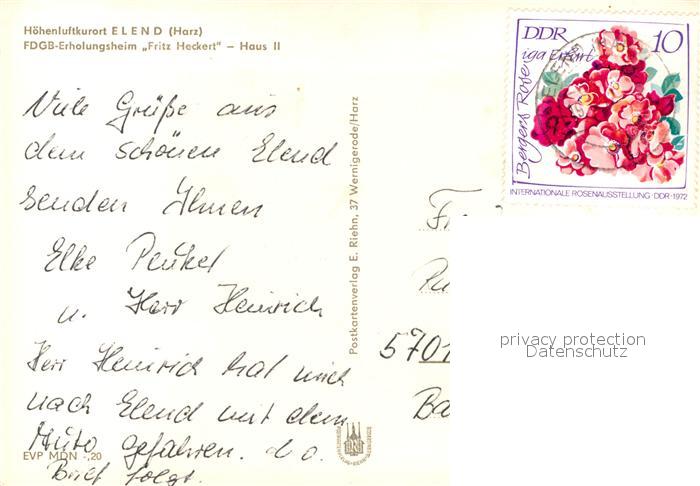 Höhenluftkurort ELEND (Harz)
FDGB-Erholungsheim „Fritz Heckert" – Haus II
Viele Grüße aus
dem schönen Elend
senden Ihnen
Elke
u. Herr Heinrich
Herr Heinrich hat mich
nach Elend mit dem
Auto gefahren.
Brief folgt.
EVP MDN -,20
Postkartenverlag E. Riehn, 37 Wernigerode/Harz
DDR 10
iga Erfurt
Bergers Rose
INTERNATIONALE ROSENAUSSTELLUNG · DDR · 1972
5701
Ba
privacy protection
Datenschutz